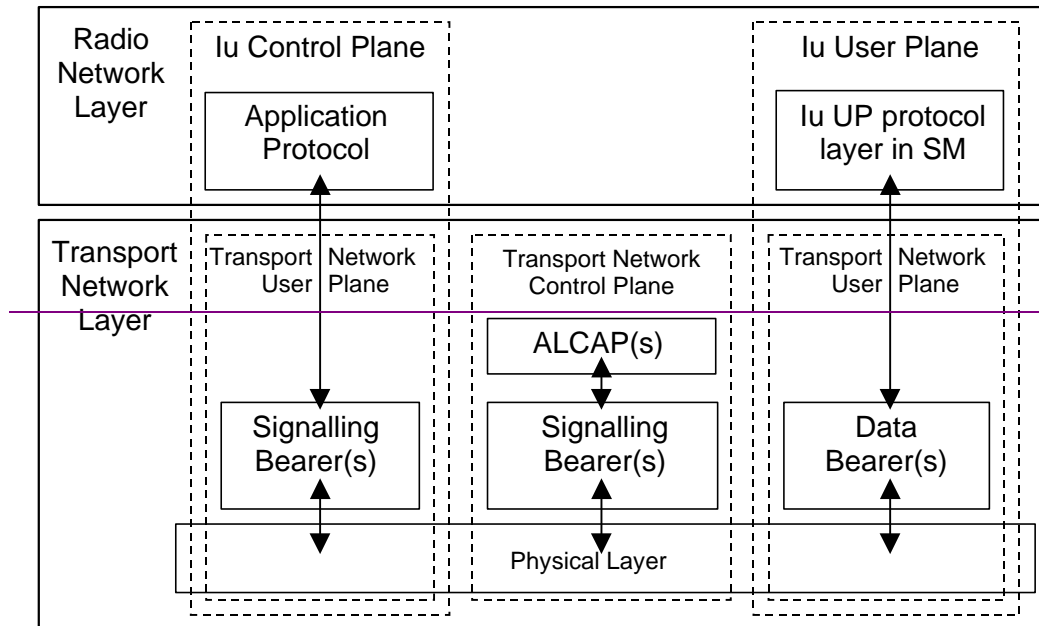 Radio
Network
Layer
Iu Control Plane
Iu User Plane
Application
Protocol
Iu UP protocol
layer in SM
Transport
Network
Layer
Transport Network
User Plane
Transport Network
Control Plane
Transport Network
User Plane
ALCAP(s)
Signalling
Bearer(s)
Signalling
Bearer(s)
Data
Bearer(s)
Physical Layer